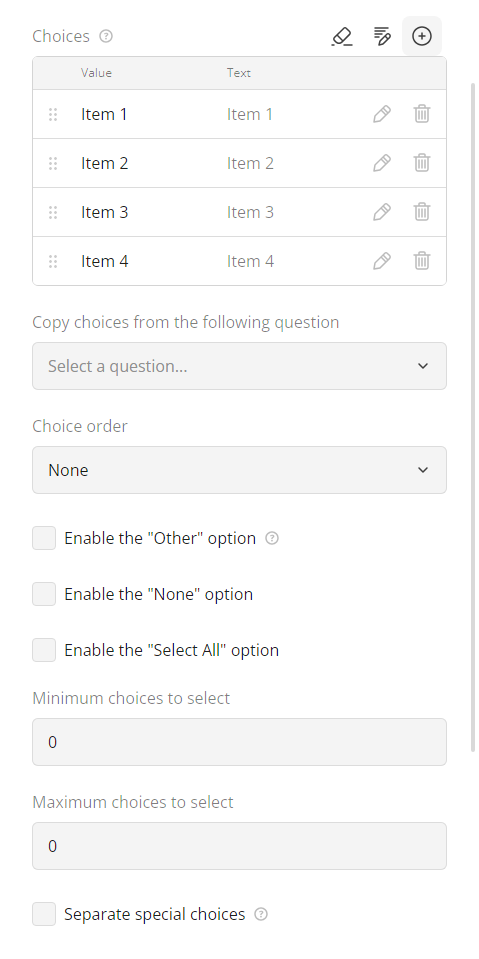 Choices
Value Text
Item 1 Item 1
Item 2 Item 2
Item 3 Item 3
Item 4 Item 4
Copy choices from the following question
Select a question...
Choice order
None
Enable the "Other" option
Enable the "None" option
Enable the "Select All" option
Minimum choices to select
0
Maximum choices to select
0
Separate special choices